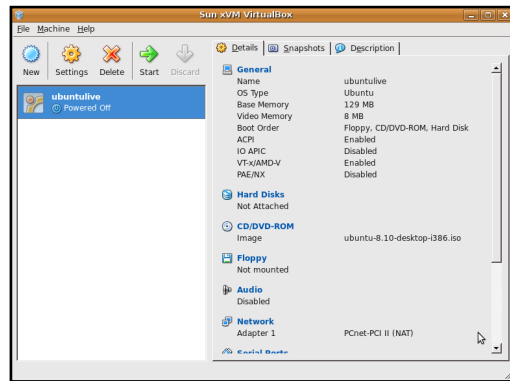 Sun xVM VirtualBox
File Machine Help
New Settings Delete Start Discard
Details Snapshots Description
ubuntulive
Powered Off
General
Name ubuntulive
OS Type Ubuntu
Base Memory 129 MB
Video Memory 8 MB
Boot Order Floppy, CD/DVD-ROM, Hard Disk
ACPI Enabled
IO APIC Disabled
VT-x/AMD-V Enabled
PAE/NX Disabled
Hard Disks
Not Attached
CD/DVD-ROM
Image ubuntu-8.10-desktop-i386.iso
Floppy
Not mounted
Audio
Disabled
Network
Adapter 1 PCnet-PCI II (NAT)
Serial Ports